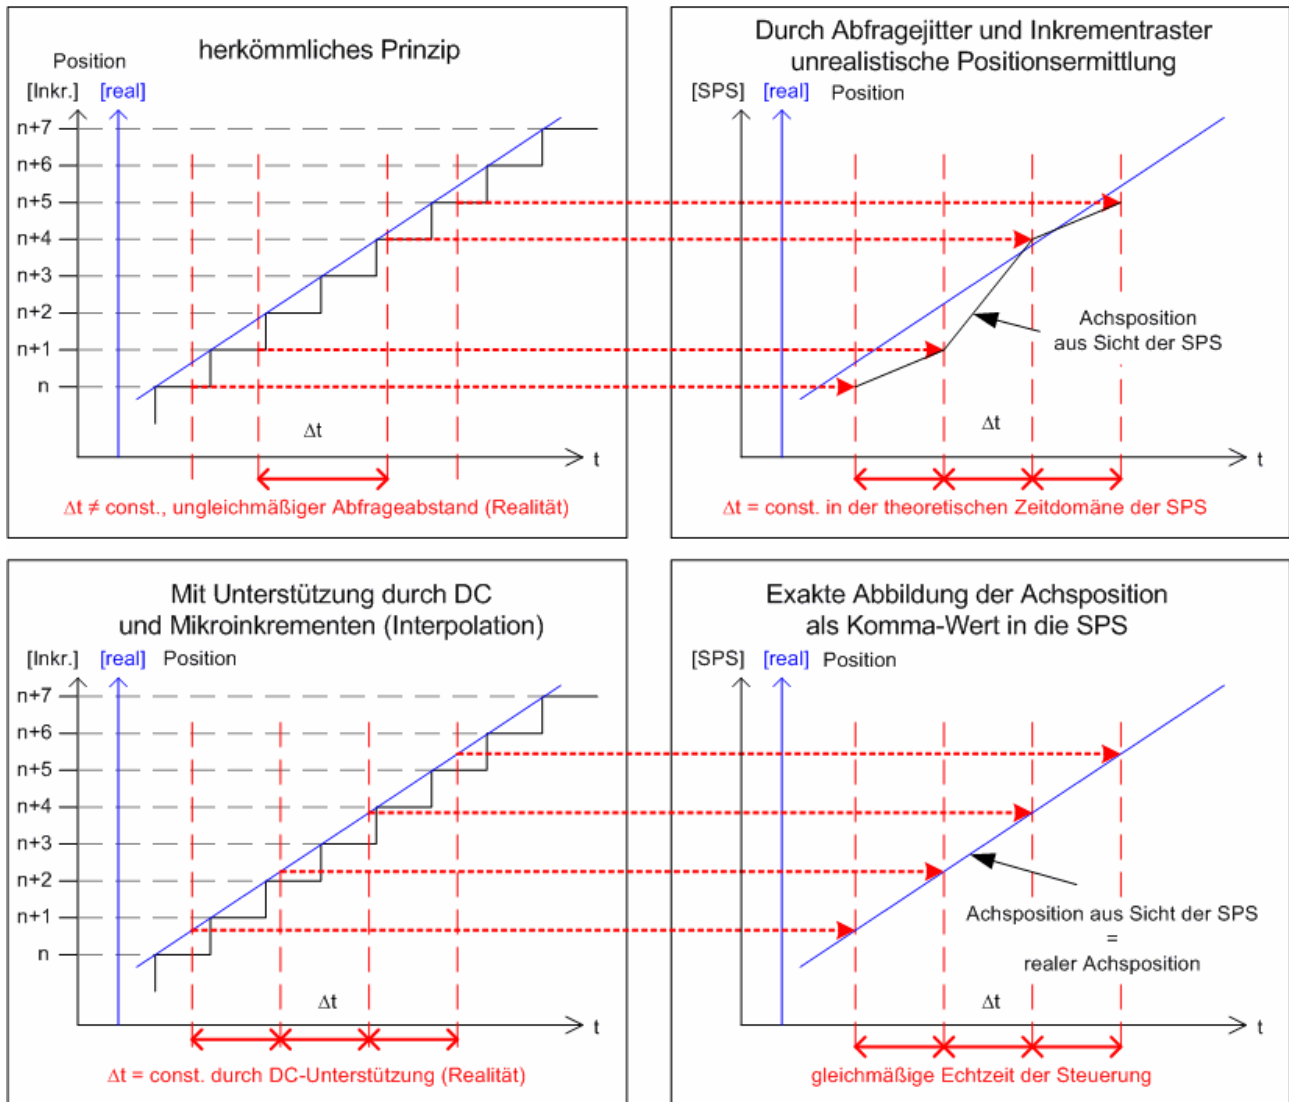 herkömmliches Prinzip
Position
[Inkr.] [real]
n+7
n+6
n+5
n+4
n+3
n+2
n+1
n
Δt
t
Δt ≠ const., ungleichmäßiger Abfrageabstand (Realität)
Durch Abfragejitter und Inkrementraster
unrealistische Positionsermittlung
[SPS] [real] Position
Achsposition
aus Sicht der SPS
Δt
t
Δt = const. in der theoretischen Zeitdomäne der SPS
Mit Unterstützung durch DC
und Mikroinkrementen (Interpolation)
[Inkr.] [real] Position
n+7
n+6
n+5
n+4
n+3
n+2
n+1
n
Δt
t
Δt = const. durch DC-Unterstützung (Realität)
Exakte Abbildung der Achsposition
als Komma-Wert in die SPS
[SPS] [real] Position
Achsposition aus Sicht der SPS
=
realer Achsposition
Δt
t
gleichmäßige Echtzeit der Steuerung